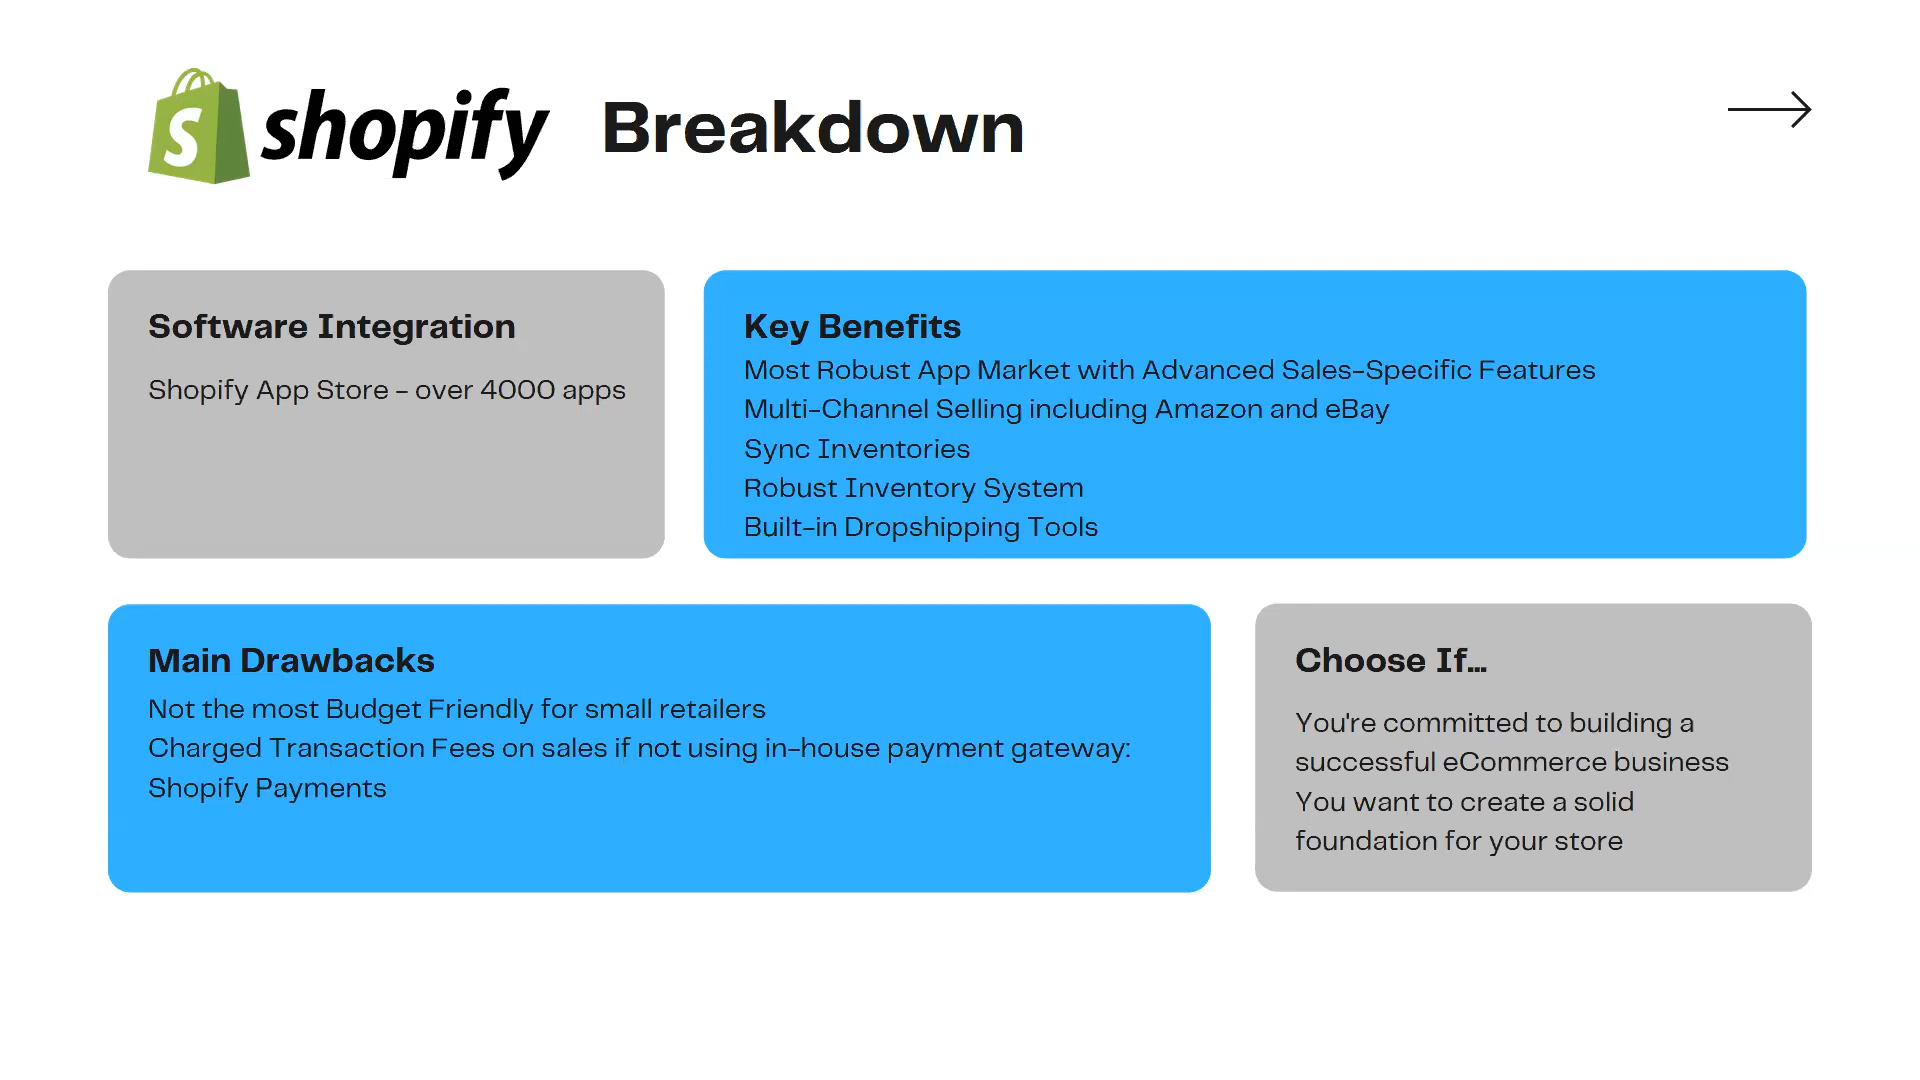 shopify Breakdown
Software Integration
Shopify App Store - over 4000 apps
Key Benefits
Most Robust App Market with Advanced Sales-Specific Features
Multi-Channel Selling including Amazon and eBay
Sync Inventories
Robust Inventory System
Built-in Dropshipping Tools
Main Drawbacks
Not the most Budget Friendly for small retailers
Charged Transaction Fees on sales if not using in-house payment gateway:
Shopify Payments
Choose If...
You're committed to building a
successful eCommerce business
You want to create a solid
foundation for your store